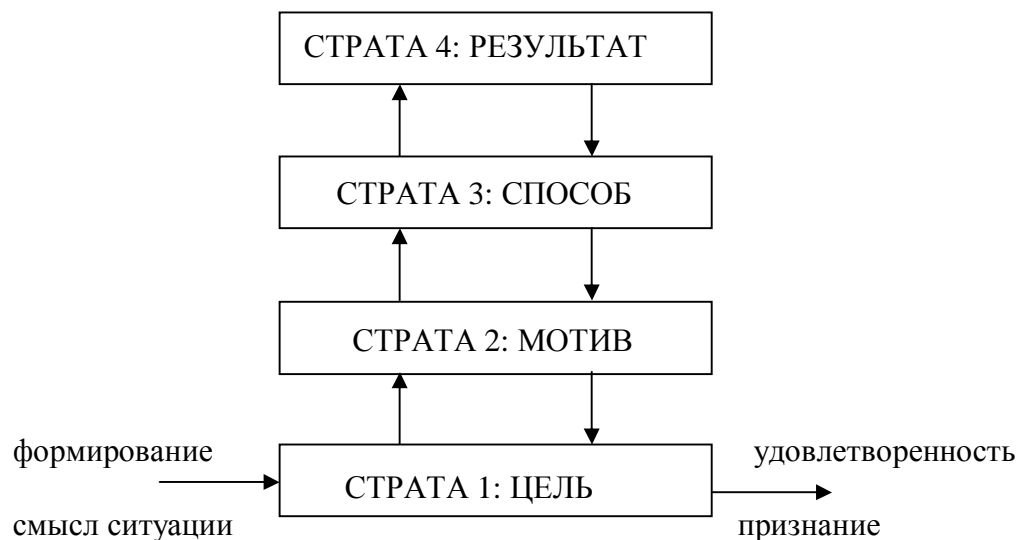 СТРАТА 4: РЕЗУЛЬТАТ
СТРАТА 3: СПОСОБ
СТРАТА 2: МОТИВ
формирование
удовлетворенность
СТРАТА 1: ЦЕЛЬ
смысл ситуации
признание